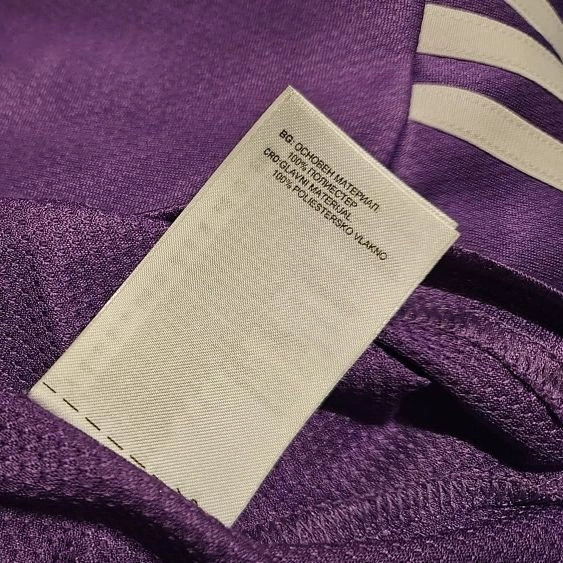 BG: ОСНОВЕН МАТЕРИАЛ
100% ПОЛИЕСТЕР
CRO:GLAVNI MATERIJAL
100% POLIESTERSKO VLAKNO